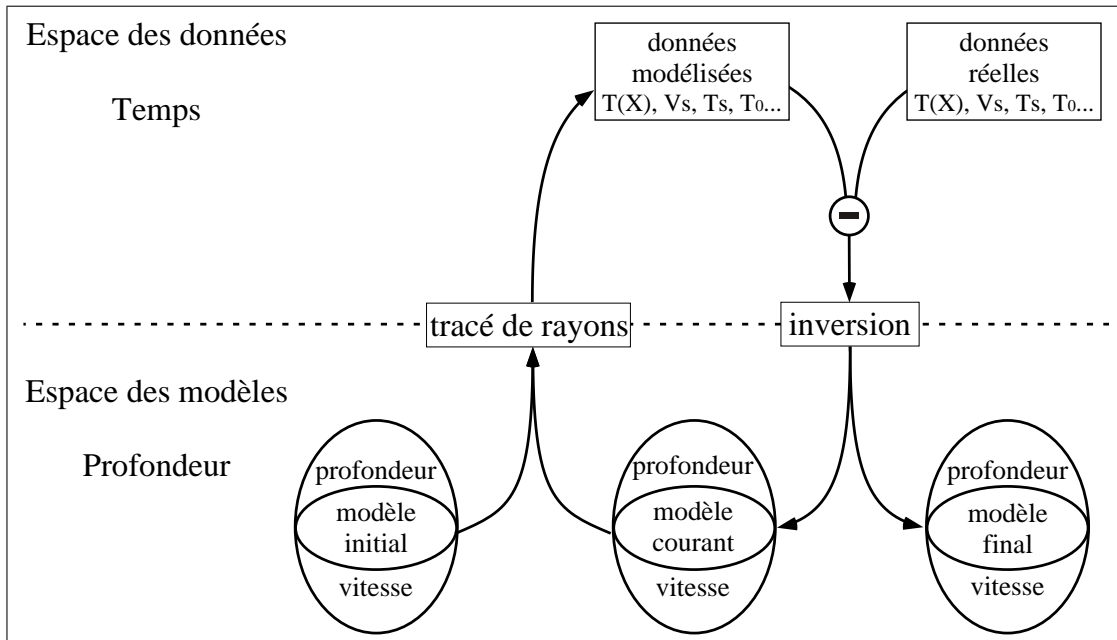 Espace des données
Temps
données
modélisées
T(X), Vs, Ts, T0...
données
réelles
T(X), Vs, Ts, T0...
tracé de rayons
inversion
Espace des modèles
Profondeur
profondeur
modèle
initial
vitesse
profondeur
modèle
courant
vitesse
profondeur
modèle
final
vitesse